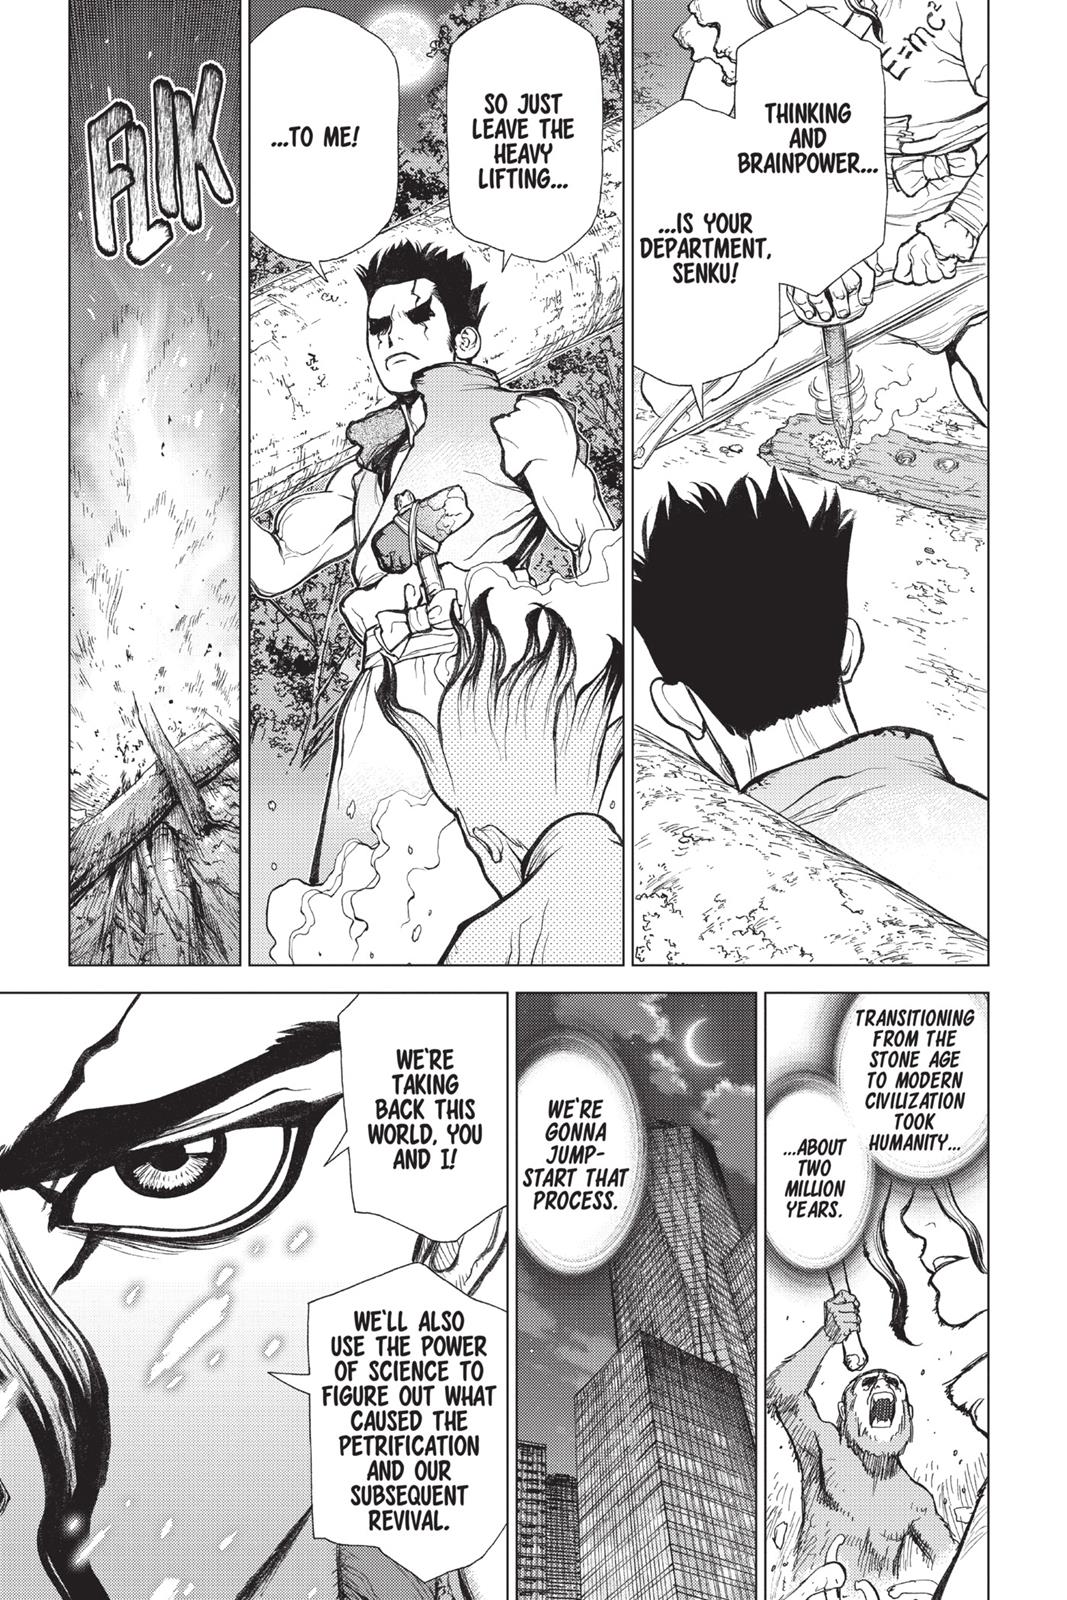 E=mc²
THINKING
AND
BRAINPOWER...
...IS YOUR
DEPARTMENT,
SENKU!
SO JUST
LEAVE THE
HEAVY
LIFTING...
...TO ME!
FLIK
TRANSITIONING
FROM THE
STONE AGE
TO MODERN
CIVILIZATION
TOOK
HUMANITY...
...ABOUT
TWO
MILLION
YEARS.
WE'RE
GONNA
JUMP-
START THAT
PROCESS.
WE'RE
TAKING
BACK THIS
WORLD, YOU
AND I!
WE'LL ALSO
USE THE POWER
OF SCIENCE TO
FIGURE OUT WHAT
CAUSED THE
PETRIFICATION
AND OUR
SUBSEQUENT
REVIVAL.